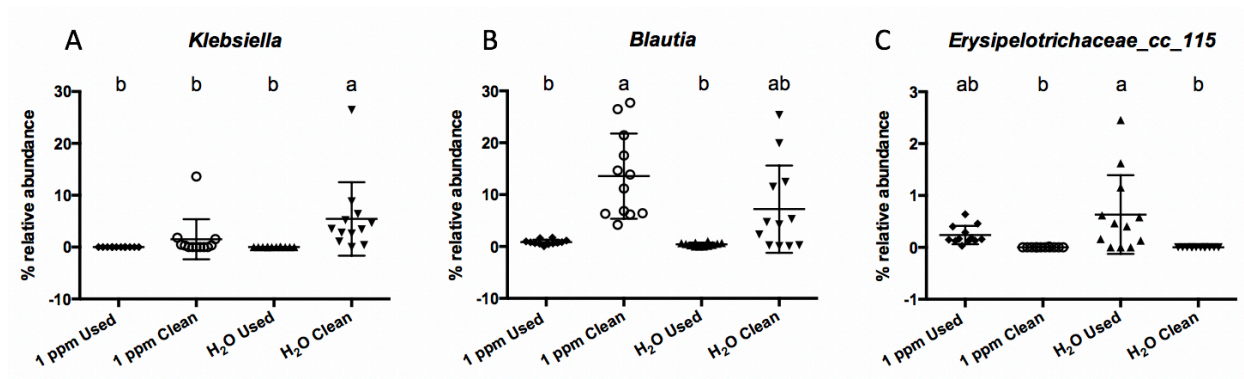 A
Klebsiella
b
b
b
a
% relative abundance
30
20
10
0
-10
1 ppm Used
1 ppm Clean
H2O Used
H2O Clean
B
Blautia
b
a
b
ab
% relative abundance
30
20
10
0
-10
1 ppm Used
1 ppm Clean
H2O Used
H2O Clean
C
Erysipelotrichaceae_cc_115
ab
b
a
b
% relative abundance
3
2
1
0
-1
1 ppm Used
1 ppm Clean
H2O Used
H2O Clean